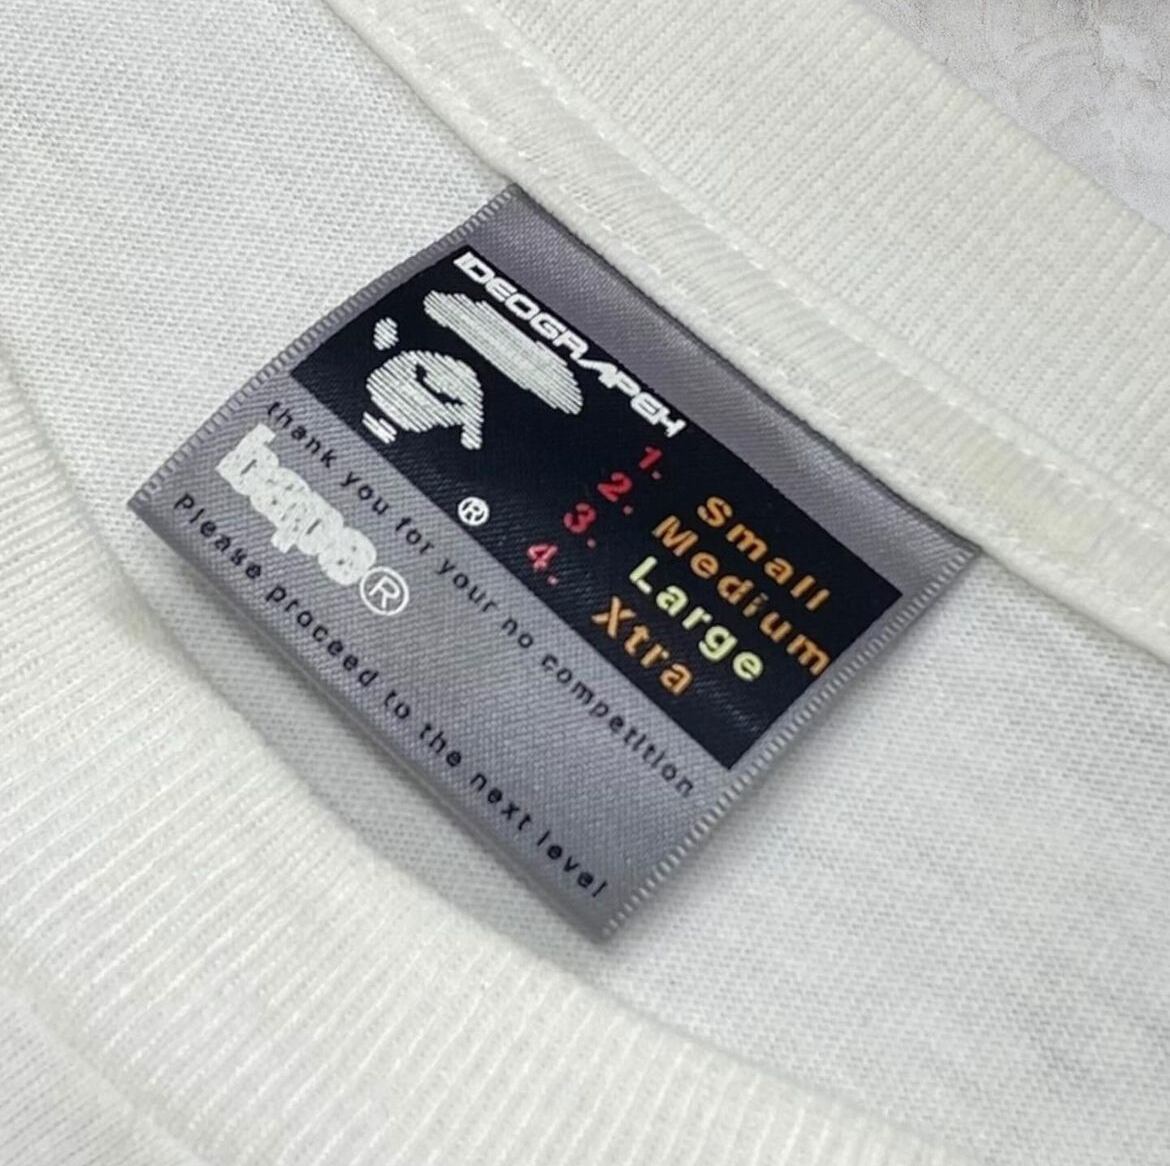 IDEOGRAPEH
1. Small
2. Medium
3. Large
4. Xtra
®
thank you for your no competition
bape®
Please proceed to the next level